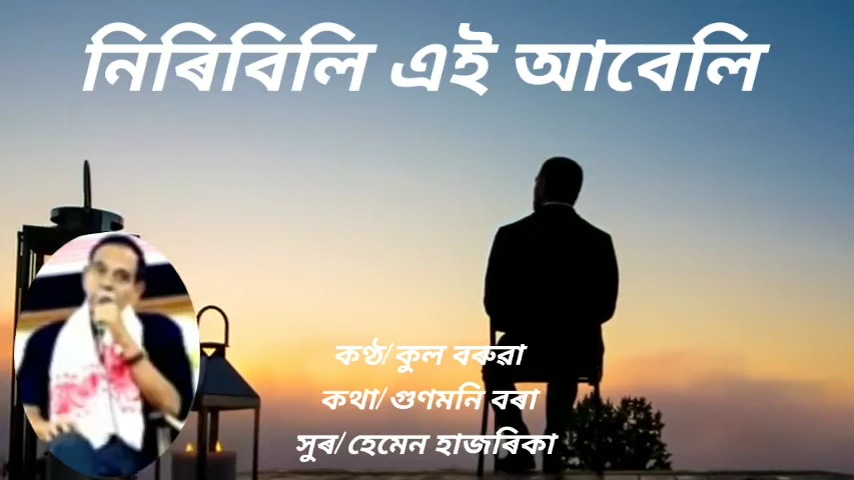 নিৰিবিলি এই আবেলি
কণ্ঠ/কুল বৰুৱা
কথা/গুণমনি বৰা
সুৰ/হেমেন হাজৰিকা